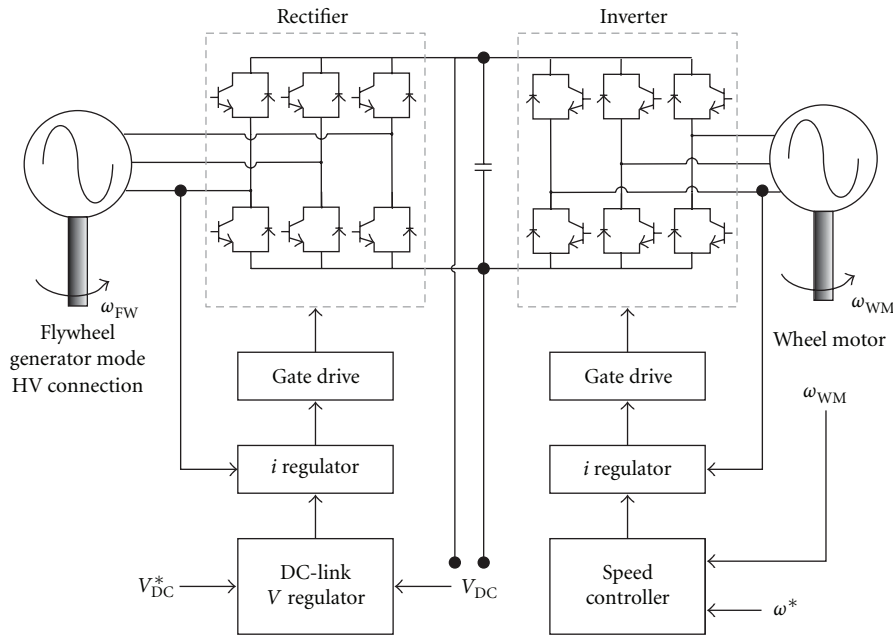 Rectifier
Inverter
ω_FW
Flywheel
generator mode
HV connection
ω_WM
Wheel motor
Gate drive
Gate drive
ω_WM
i regulator
i regulator
V*_DC
DC-link
V regulator
V_DC
Speed
controller
ω*